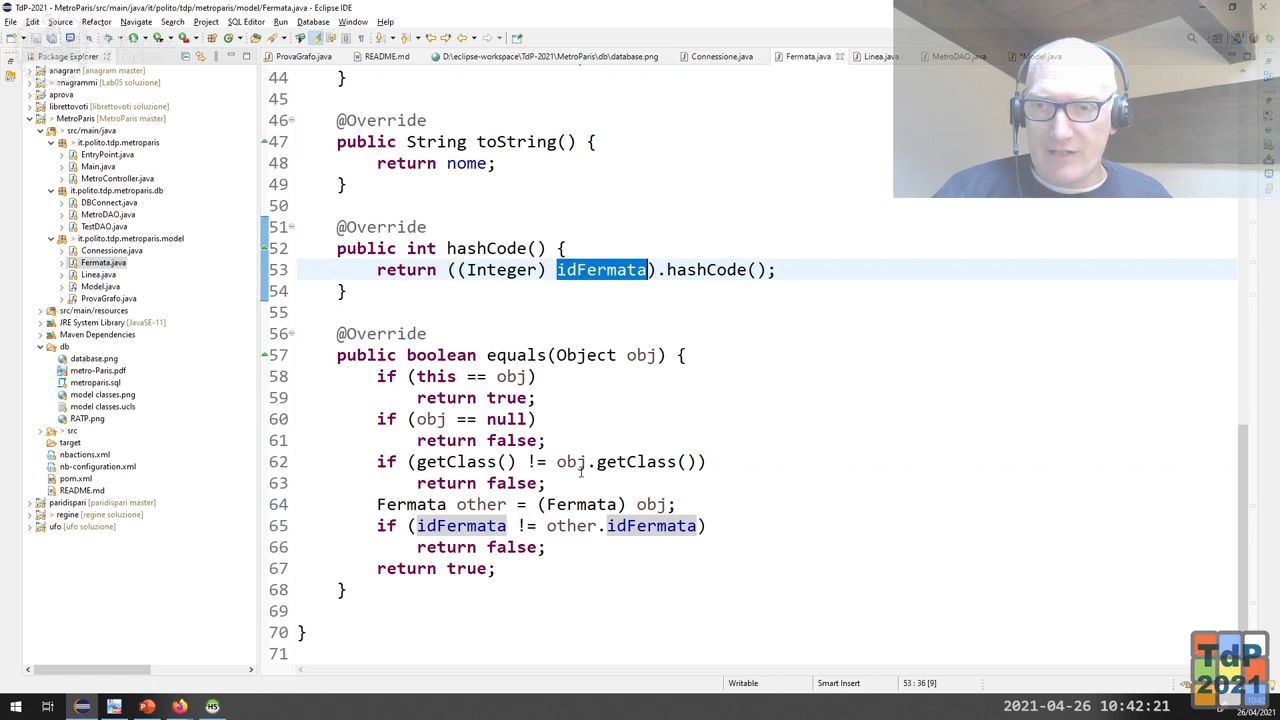 TdP-2021 - MetroParis/src/main/java/it/polito/tdp/metroparis/model/Fermata.java - Eclipse IDE
File Edit Source Refactor Navigate Search Project SQL Editor Run Database Window Help
Package Explorer
ProvaGrafo.java README.md D:\eclipse-workspace\TdP-2021\MetroParis\db\database.png Connessione.java Fermata.java Linea.java MetroDAO.java *Model.java
anagram [anagram master]
anagrammi [Lab05 soluzione]
aprova
librettovoti [librettovoti soluzione]
MetroParis [MetroParis master]
src/main/java
it.polito.tdp.metroparis
EntryPoint.java
Main.java
MetroController.java
it.polito.tdp.metroparis.db
DBConnect.java
MetroDAO.java
TestDAO.java
it.polito.tdp.metroparis.model
Connessione.java
Fermata.java
Linea.java
Model.java
ProvaGrafo.java
src/main/resources
JRE System Library [JavaSE-11]
Maven Dependencies
db
database.png
metro-Paris.pdf
metroparis.sql
model classes.png
model classes.ucls
RATP.png
src
target
nbactions.xml
nb-configuration.xml
pom.xml
README.md
paridispari [paridispari master]
regine [regine soluzione]
ufo [ufo soluzione]
44 }
45
46 @Override
47 public String toString() {
48 return nome;
49 }
50
51 @Override
52 public int hashCode() {
53 return ((Integer) idFermata).hashCode();
54 }
55
56 @Override
57 public boolean equals(Object obj) {
58 if (this == obj)
59 return true;
60 if (obj == null)
61 return false;
62 if (getClass() != obj.getClass())
63 return false;
64 Fermata other = (Fermata) obj;
65 if (idFermata != other.idFermata)
66 return false;
67 return true;
68 }
69
70 }
71
Writable Smart Insert 53 : 36 [9]
TdP
2021
2021-04-26 10:42:21
10:42
26/04/2021